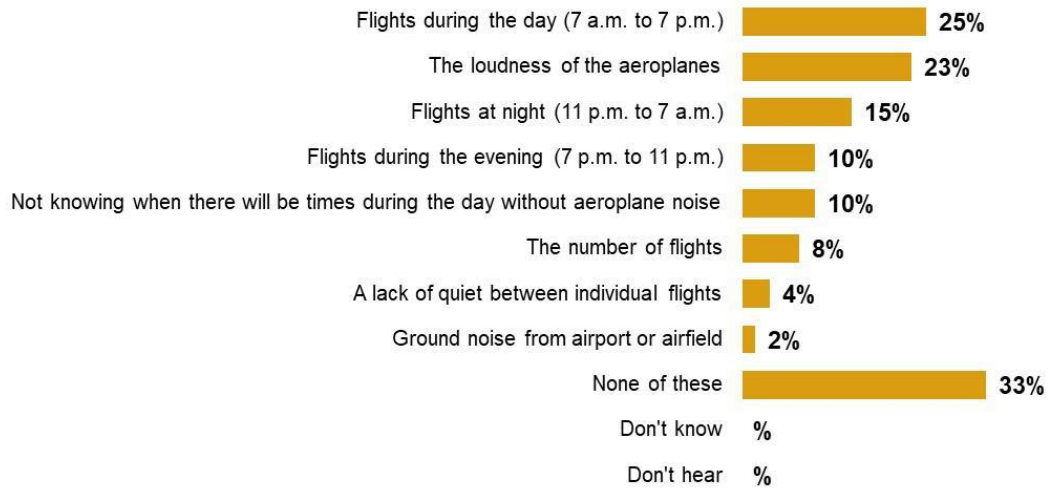 Flights during the day (7 a.m. to 7 p.m.) 25%
The loudness of the aeroplanes 23%
Flights at night (11 p.m. to 7 a.m.) 15%
Flights during the evening (7 p.m. to 11 p.m.) 10%
Not knowing when there will be times during the day without aeroplane noise 10%
The number of flights 8%
A lack of quiet between individual flights 4%
Ground noise from airport or airfield 2%
None of these 33%
Don't know %
Don't hear %